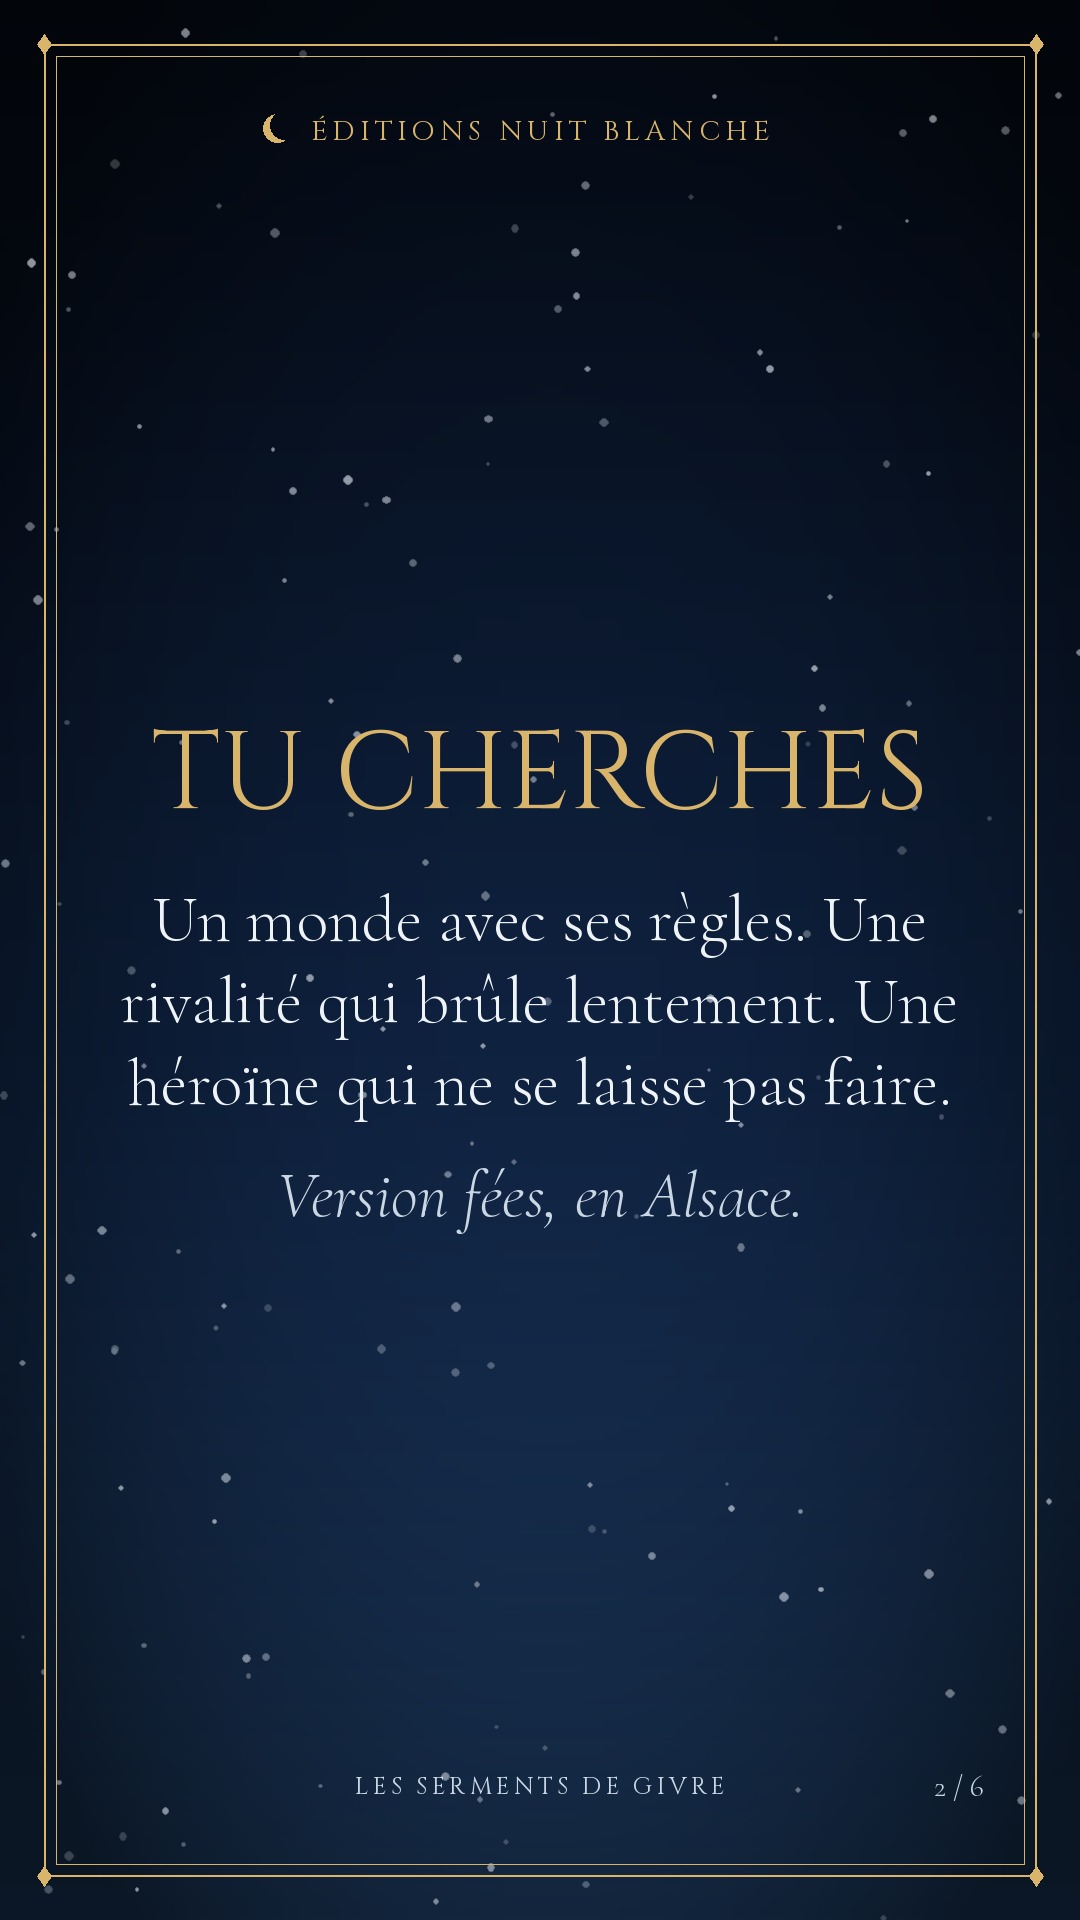 ÉDITIONS NUIT BLANCHE
TU CHERCHES
Un monde avec ses règles. Une
rivalité qui brûle lentement. Une
héroïne qui ne se laisse pas faire.
Version fées, en Alsace.
LES SERMENTS DE GIVRE
2/6